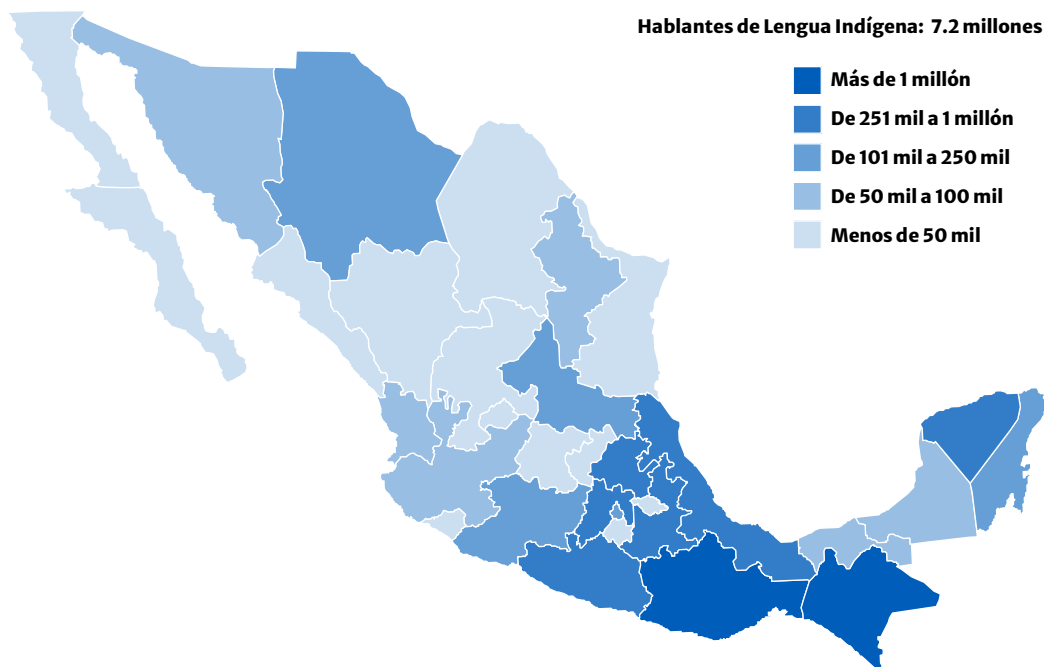 Hablantes de Lengua Indígena: 7.2 millones
Más de 1 millón
De 251 mil a 1 millón
De 101 mil a 250 mil
De 50 mil a 100 mil
Menos de 50 mil